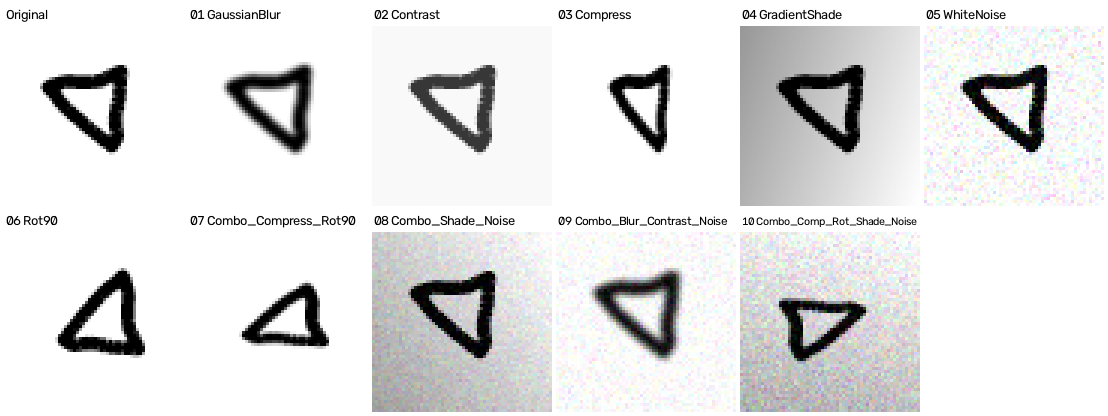 Original 01 GaussianBlur 02 Contrast 03 Compress 04 GradientShade 05 WhiteNoise
06 Rot90 07 Combo_Compress_Rot90 08 Combo_Shade_Noise 09 Combo_Blur_Contrast_Noise 10 Combo_Comp_Rot_Shade_Noise